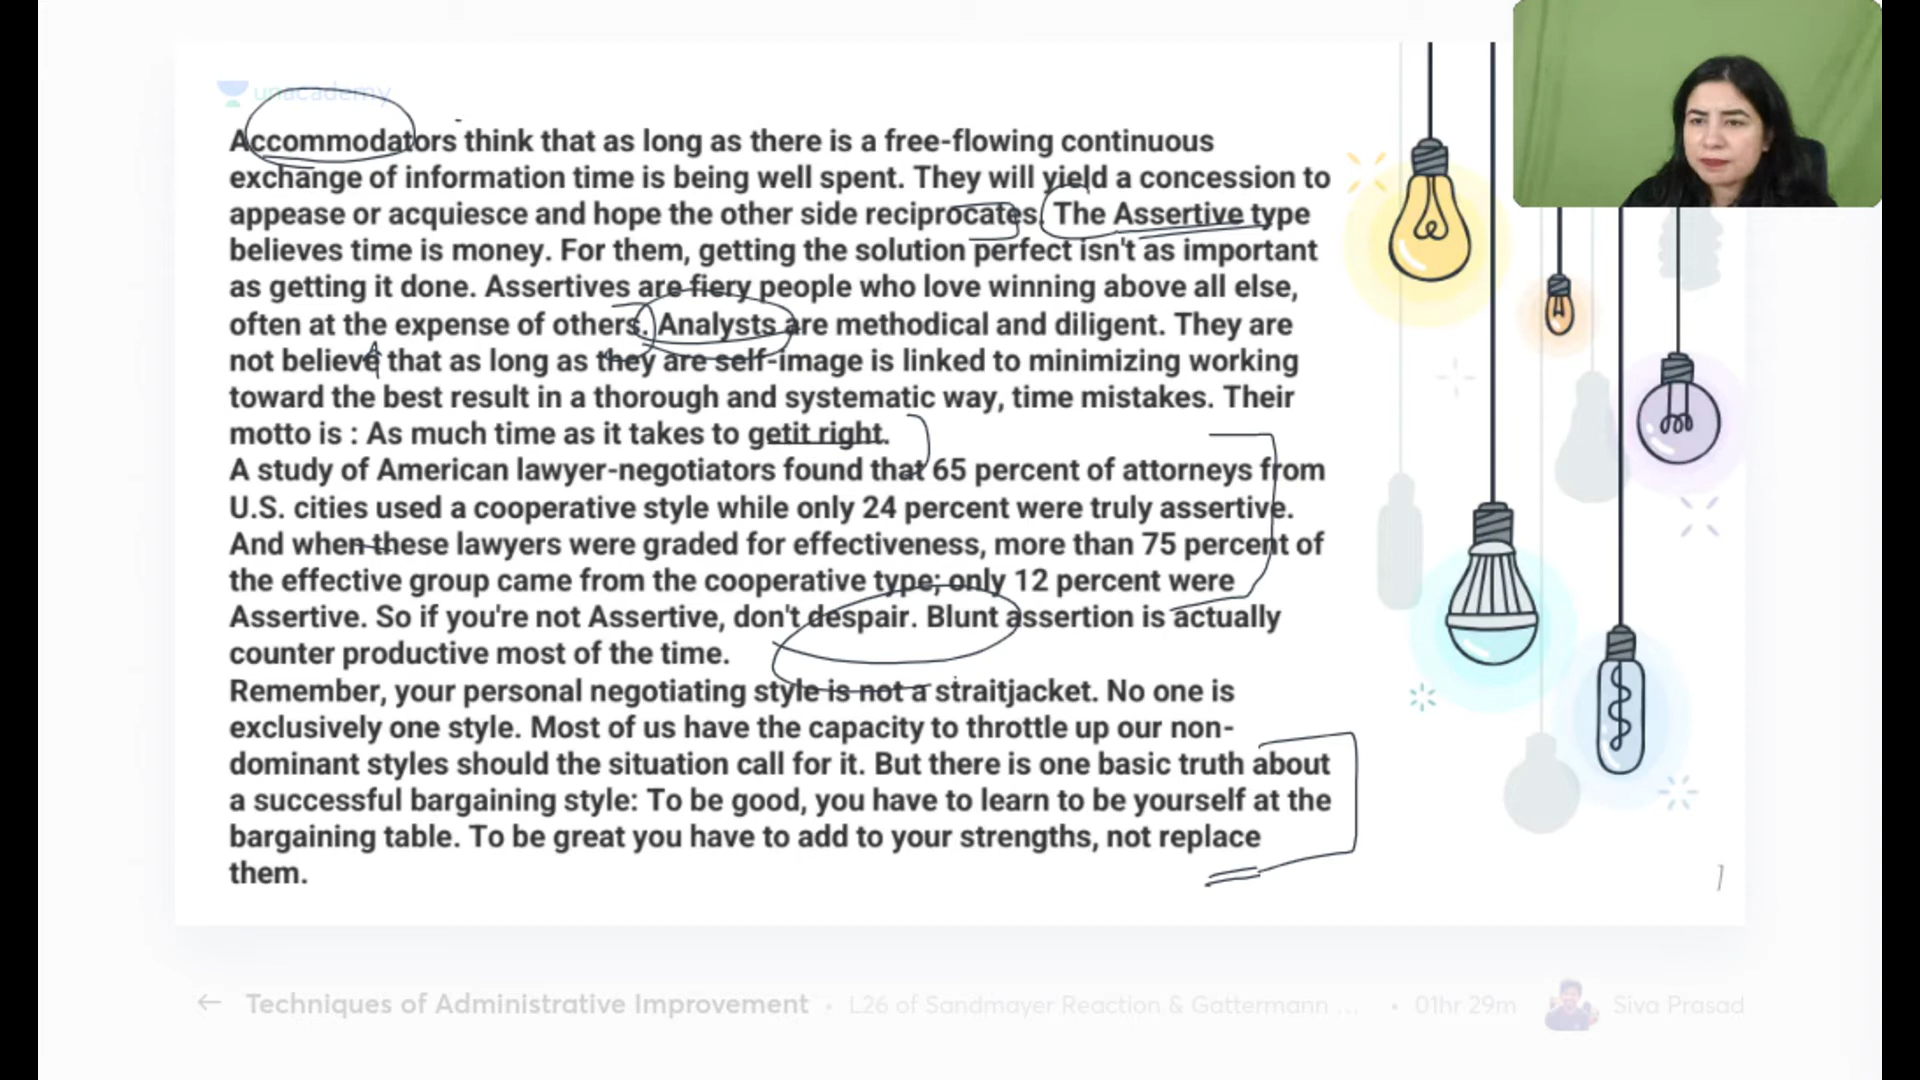 unacademy
Accommodators think that as long as there is a free-flowing continuous
exchange of information time is being well spent. They will yield a concession to
appease or acquiesce and hope the other side reciprocates. The Assertive type
believes time is money. For them, getting the solution perfect isn't as important
as getting it done. Assertives are fiery people who love winning above all else,
often at the expense of others. Analysts are methodical and diligent. They are
not believe that as long as they are self-image is linked to minimizing working
toward the best result in a thorough and systematic way, time mistakes. Their
motto is : As much time as it takes to getit right.
A study of American lawyer-negotiators found that 65 percent of attorneys from
U.S. cities used a cooperative style while only 24 percent were truly assertive.
And when these lawyers were graded for effectiveness, more than 75 percent of
the effective group came from the cooperative type; only 12 percent were
Assertive. So if you're not Assertive, don't despair. Blunt assertion is actually
counter productive most of the time.
Remember, your personal negotiating style is not a straitjacket. No one is
exclusively one style. Most of us have the capacity to throttle up our non-
dominant styles should the situation call for it. But there is one basic truth about
a successful bargaining style: To be good, you have to learn to be yourself at the
bargaining table. To be great you have to add to your strengths, not replace
them.
Techniques of Administrative Improvement • L26 of Sandmayer Reaction & Gattermann ... • 01hr 29m Siva Prasad